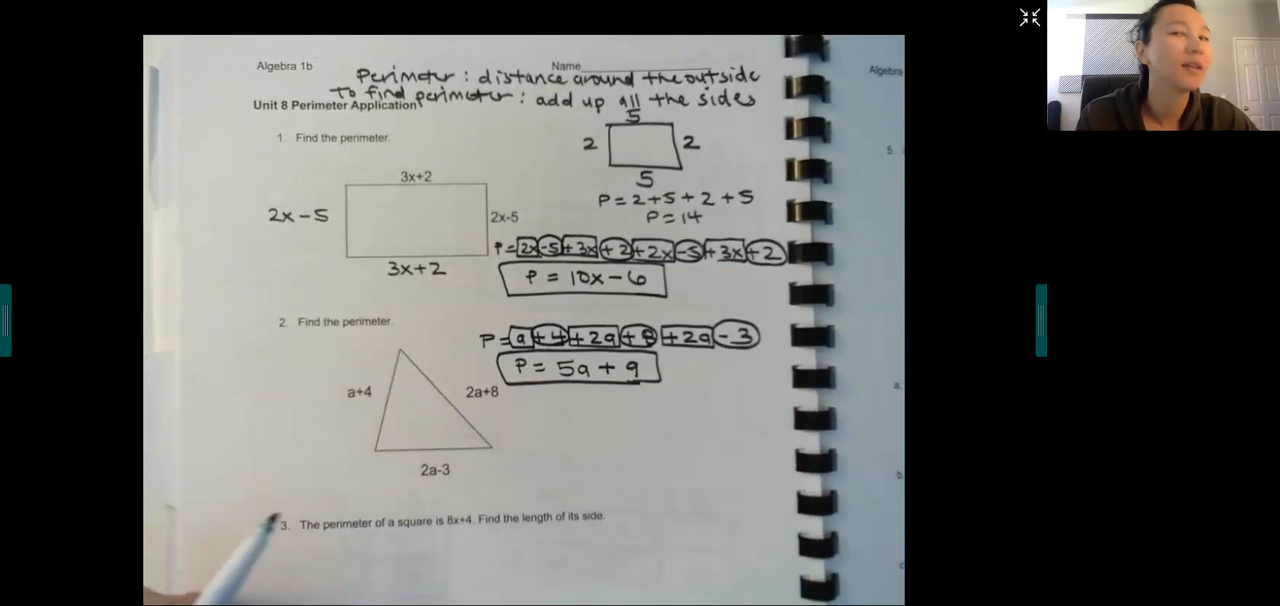 Algebra 1b
Name
Perimeter : distance around the outside
To find perimeter : add up all the sides
Unit 8 Perimeter Application
1. Find the perimeter.
5
2
2
5
P = 2 + 5 + 2 + 5
P = 14
3x+2
2x - 5
2x-5
3x + 2
P = 2x - 5 + 3x + 2 + 2x - 5 + 3x + 2
P = 10x - 6
2. Find the perimeter.
P = a + 4 + 2a + 8 + 2a - 3
P = 5a + 9
a+4
2a+8
2a-3
3. The perimeter of a square is 8x+4. Find the length of its side.
Algebra
5.
a.
b
c